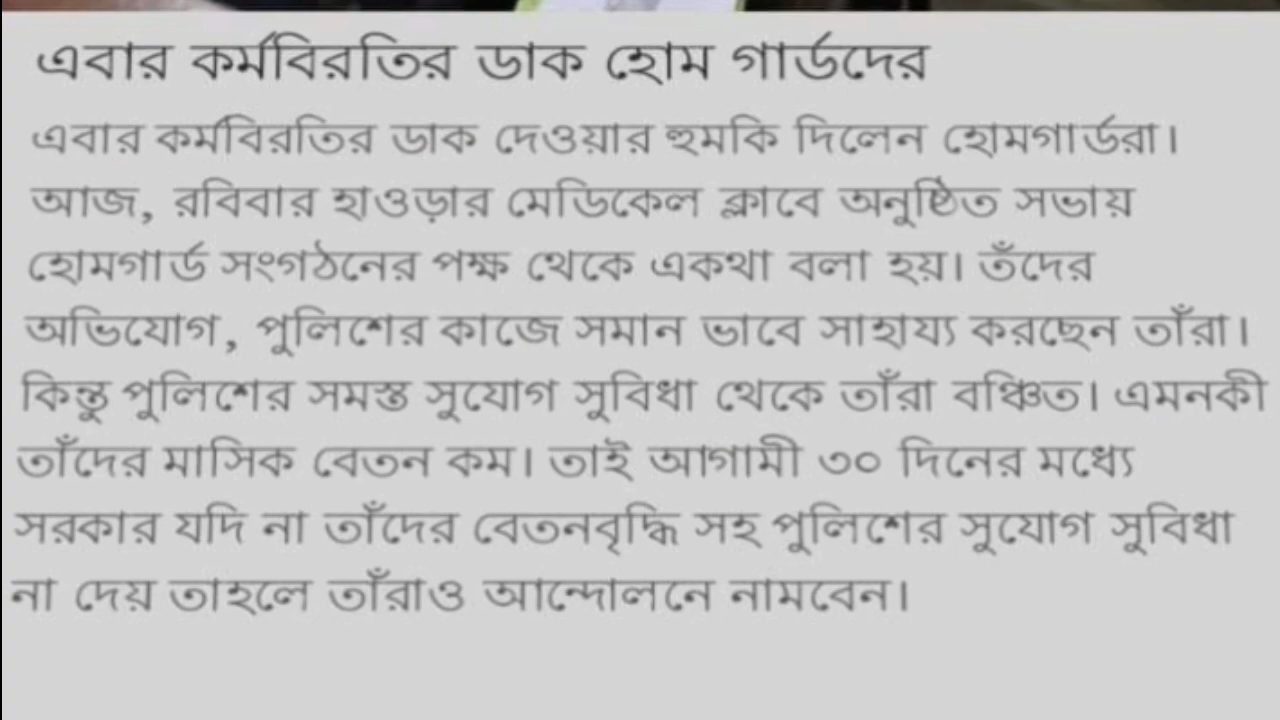 এবার কর্মবিরতির ডাক হোম গার্ডদের
এবার কর্মবিরতির ডাক দেওয়ার হুমকি দিলেন হোমগার্ডরা।
আজ, রবিবার হাওড়ার মেডিকেল ক্লাবে অনুষ্ঠিত সভায়
হোমগার্ড সংগঠনের পক্ষ থেকে একথা বলা হয়। তঁদের
অভিযোগ, পুলিশের কাজে সমান ভাবে সাহায্য করছেন তাঁরা।
কিন্তু পুলিশের সমস্ত সুযোগ সুবিধা থেকে তাঁরা বঞ্চিত। এমনকী
তাঁদের মাসিক বেতন কম। তাই আগামী ৩০ দিনের মধ্যে
সরকার যদি না তাঁদের বেতনবৃদ্ধি সহ পুলিশের সুযোগ সুবিধা
না দেয় তাহলে তাঁরাও আন্দোলনে নামবেন।